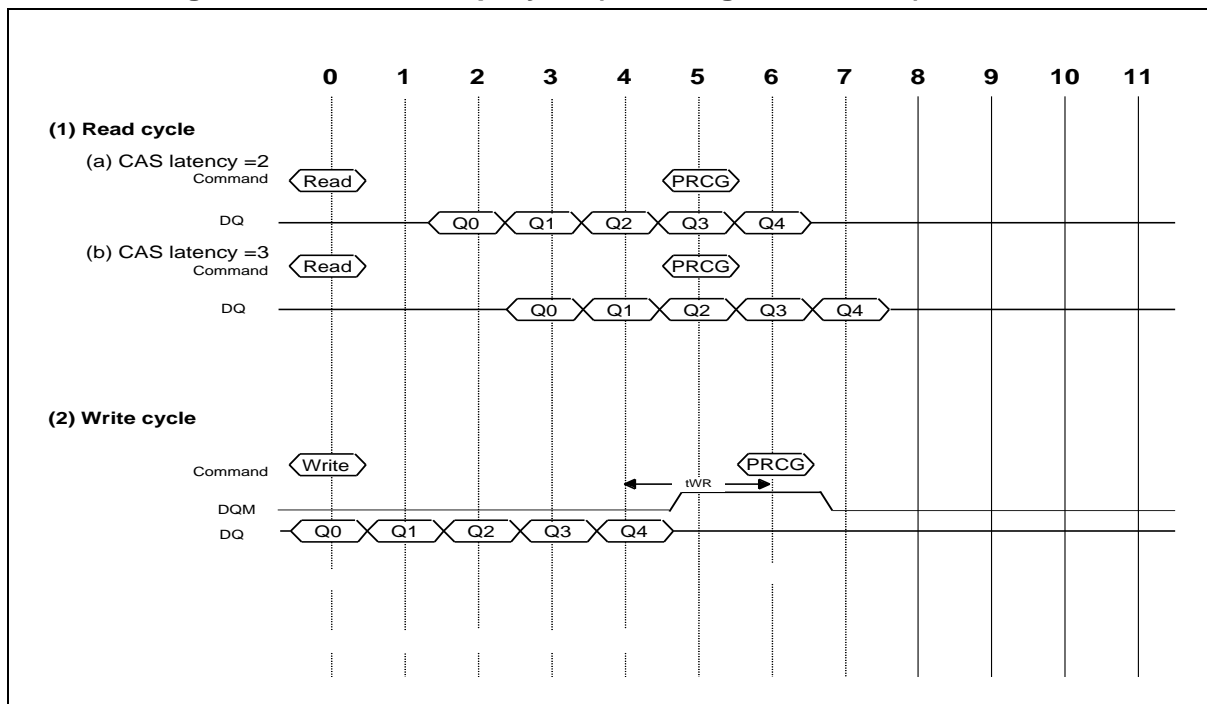 0 1 2 3 4 5 6 7 8 9 10 11
(1) Read cycle
(a) CAS latency =2
Command Read PRCG
DQ Q0 Q1 Q2 Q3 Q4
(b) CAS latency =3
Command Read PRCG
DQ Q0 Q1 Q2 Q3 Q4
(2) Write cycle
Command Write PRCG
tWR
DQM
DQ Q0 Q1 Q2 Q3 Q4